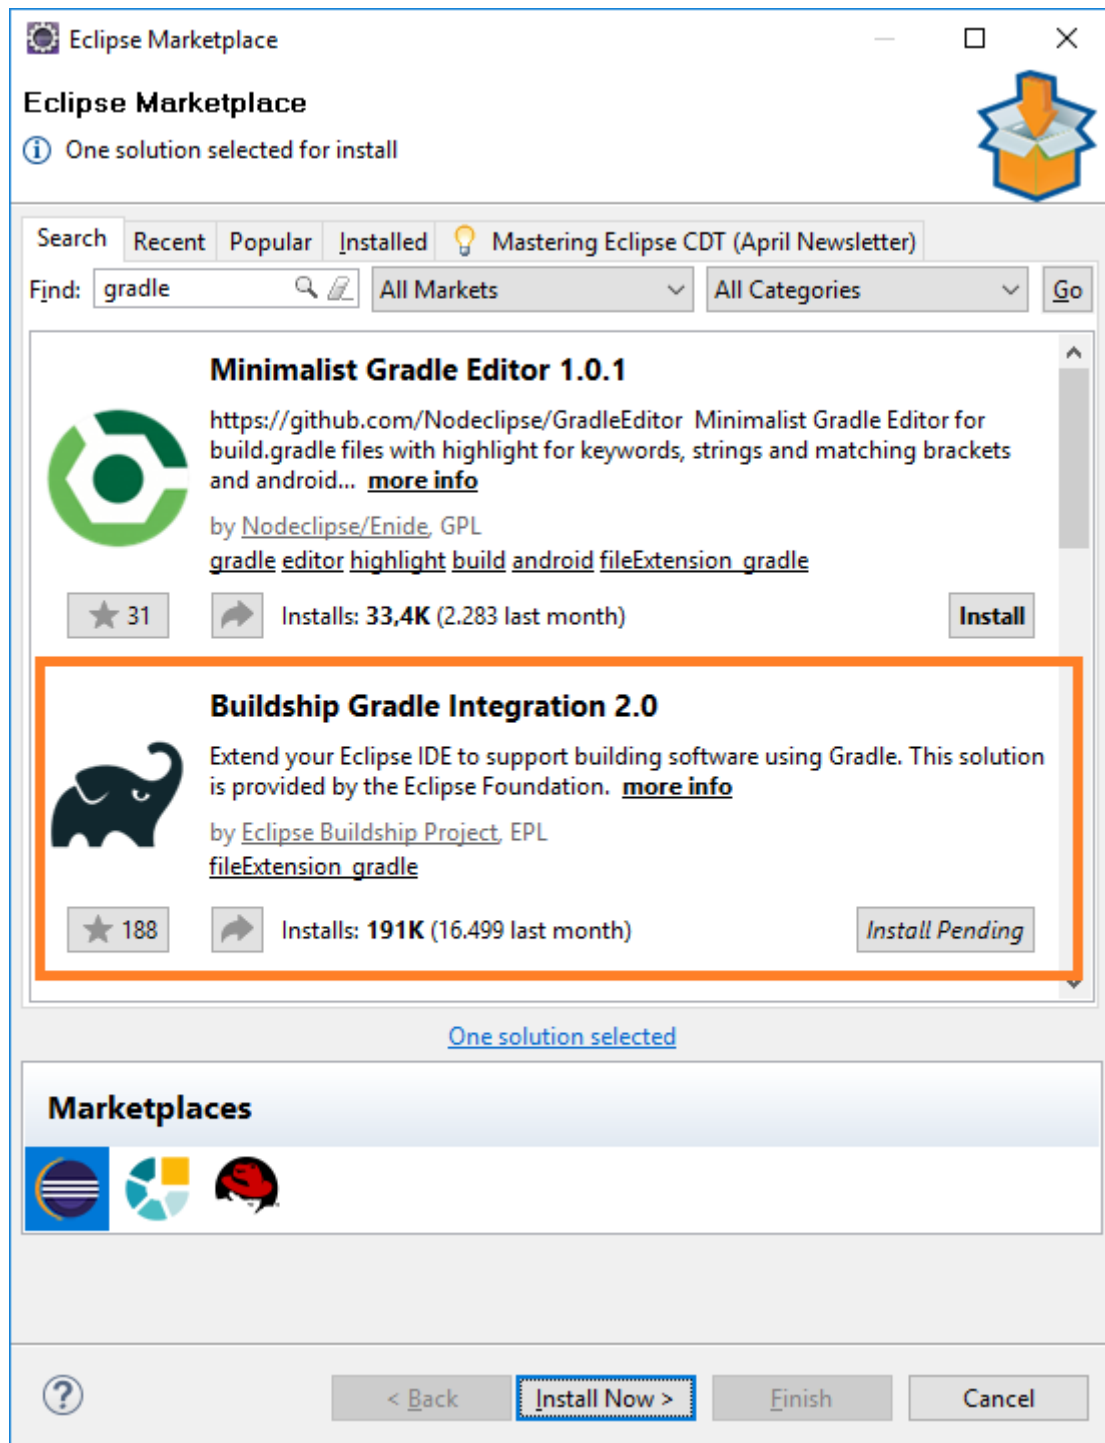 Eclipse Marketplace
Eclipse Marketplace
One solution selected for install
Search Recent Popular Installed Mastering Eclipse CDT (April Newsletter)
Find: gradle All Markets All Categories Go
Minimalist Gradle Editor 1.0.1
https://github.com/Nodeclipse/GradleEditor Minimalist Gradle Editor for
build.gradle files with highlight for keywords, strings and matching brackets
and android... more info
by Nodeclipse/Enide, GPL
gradle editor highlight build android fileExtension_gradle
31 Installs: 33,4K (2.283 last month) Install
Buildship Gradle Integration 2.0
Extend your Eclipse IDE to support building software using Gradle. This solution
is provided by the Eclipse Foundation. more info
by Eclipse Buildship Project, EPL
fileExtension_gradle
188 Installs: 191K (16.499 last month) Install Pending
One solution selected
Marketplaces
? < Back Install Now > Finish Cancel